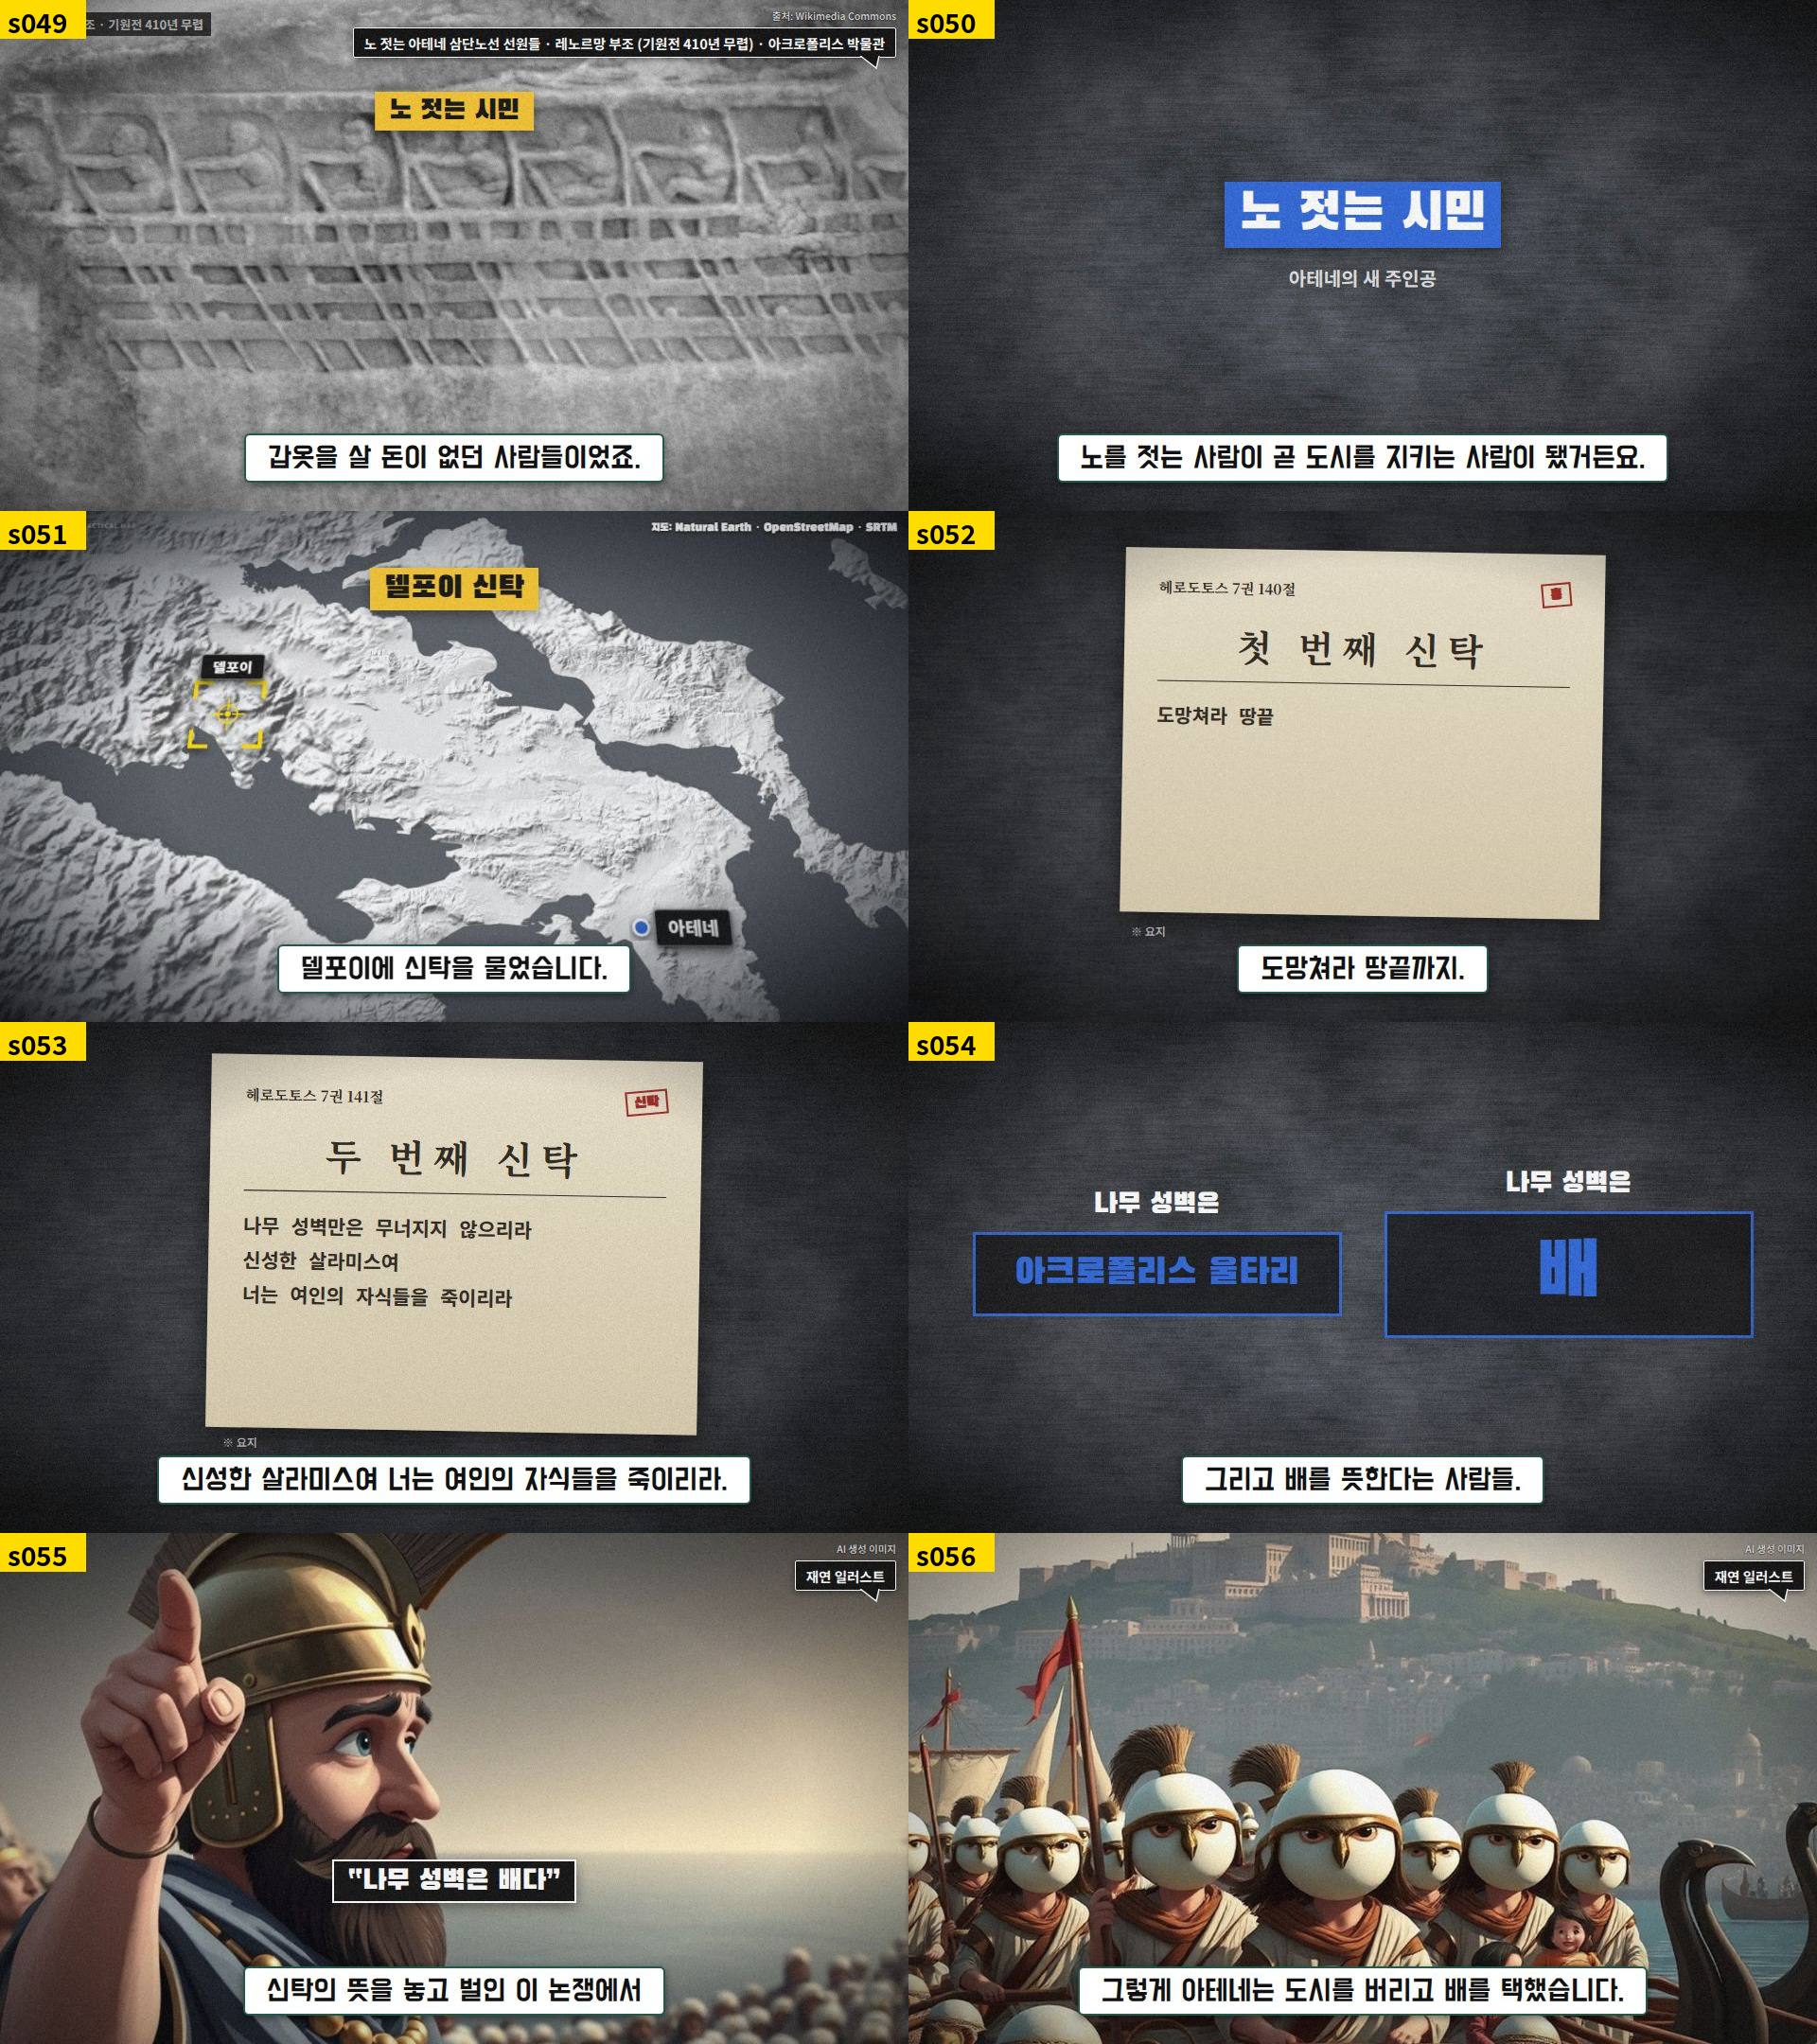 s049
조 · 기원전 410년 무렵
출처: Wikimedia Commons
노 젓는 아테네 삼단노선 선원들 · 레노르망 부조 (기원전 410년 무렵) · 아크로폴리스 박물관
노 젓는 시민
갑옷을 살 돈이 없던 사람들이었죠.
s050
노 젓는 시민
아테네의 새 주인공
노를 젓는 사람이 곧 도시를 지키는 사람이 됐거든요.
s051
지도: Natural Earth · OpenStreetMap · SRTM
델포이 신탁
델포이
아테네
델포이에 신탁을 물었습니다.
s052
헤로도토스 7권 140절
흉
첫 번째 신탁
도망쳐라 땅끝
※ 요지
도망쳐라 땅끝까지.
s053
헤로도토스 7권 141절
신탁
두 번째 신탁
나무 성벽만은 무너지지 않으리라
신성한 살라미스여
너는 여인의 자식들을 죽이리라
※ 요지
신성한 살라미스여 너는 여인의 자식들을 죽이리라.
s054
나무 성벽은
아크로폴리스 울타리
나무 성벽은
배
그리고 배를 뜻한다는 사람들.
s055
AI 생성 이미지
재연 일러스트
"나무 성벽은 배다"
신탁의 뜻을 놓고 벌인 이 논쟁에서
s056
AI 생성 이미지
재연 일러스트
그렇게 아테네는 도시를 버리고 배를 택했습니다.